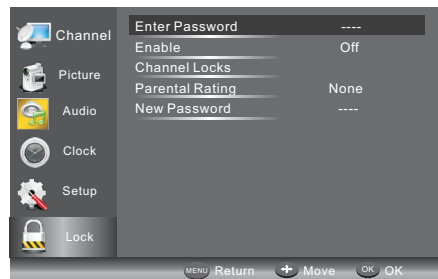 Channel
Picture
Audio
Clock
Setup
Lock
Enter Password ----
Enable Off
Channel Locks
Parental Rating None
New Password ----
MENU Return Move OK OK